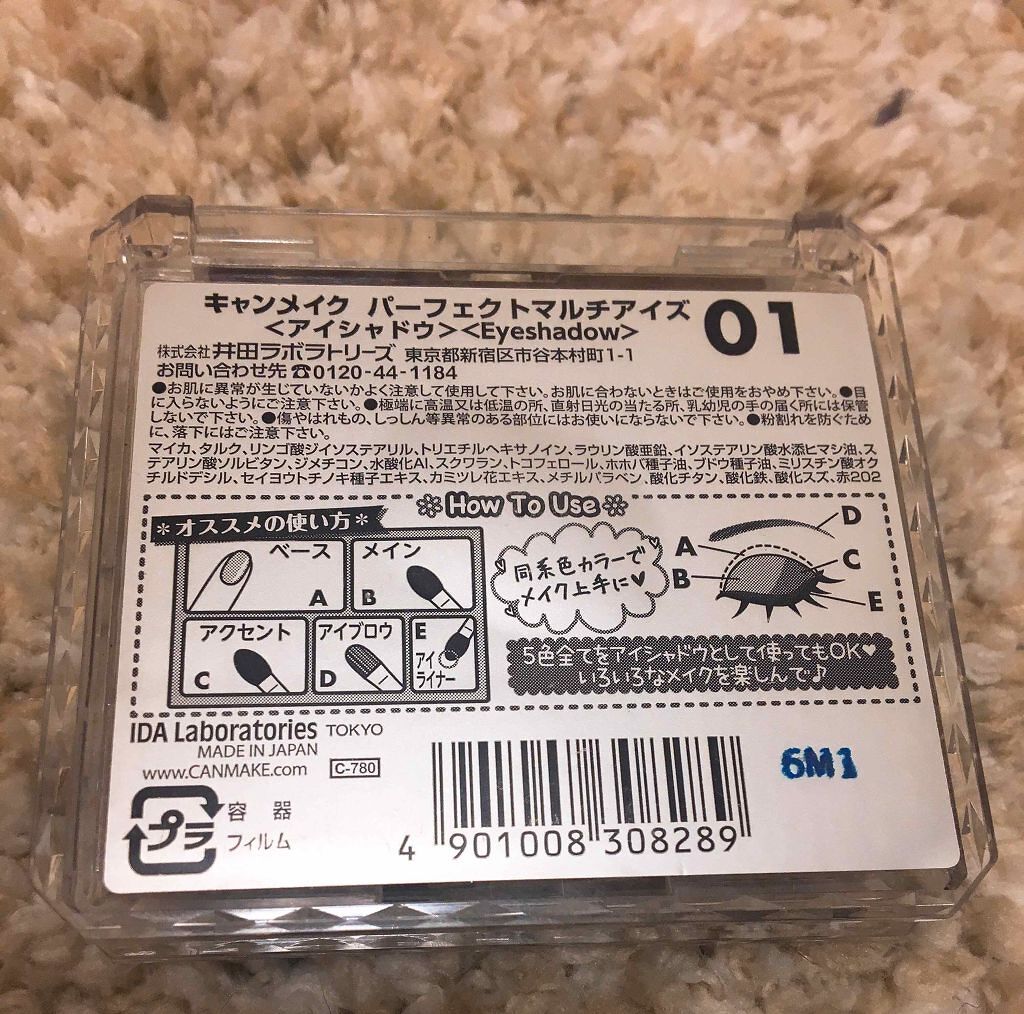 キャンメイク パーフェクトマルチアイズ 01
<アイシャドウ><Eyeshadow>
株式会社 井田ラボラトリーズ 東京都新宿区市谷本村町1-1
お問い合わせ先 ☎0120-44-1184
●お肌に異常が生じていないかよく注意して使用して下さい。お肌に合わないときはご使用をおやめ下さい。●目
に入らないようにご注意下さい。●極端に高温又は低温の所、直射日光の当たる所、乳幼児の手の届く所には保管
しないで下さい。●傷やはれもの、しっしん等異常のある部位にはお使いにならないで下さい。●粉割れを防ぐため
に、落下にはご注意下さい。
マイカ、タルク、リンゴ酸ジイソステアリル、トリエチルヘキサノイン、ラウリン酸亜鉛、イソステアリン酸水添ヒマシ油、ス
テアリン酸ソルビタン、ジメチコン、水酸化Al、スクワラン、トコフェロール、ホホバ種子油、ブドウ種子油、ミリスチン酸オク
チルドデシル、セイヨウトチノキ種子エキス、カミツレ花エキス、メチルパラベン、酸化チタン、酸化鉄、酸化スズ、赤202
How To Use
*オススメの使い方*
ベース
A
メイン
B
アクセント
C
アイブロウ
D
E
アイ
ライナー
同系色カラーで
メイク上手に♥
A
B
D
C
E
5色全てをアイシャドウとして使ってもOK♥
いろいろなメイクを楽しんで♪
IDA Laboratories TOKYO
MADE IN JAPAN
www.CANMAKE.com C-780
6M1
プラ
容 器
フィルム
4 901008 308289